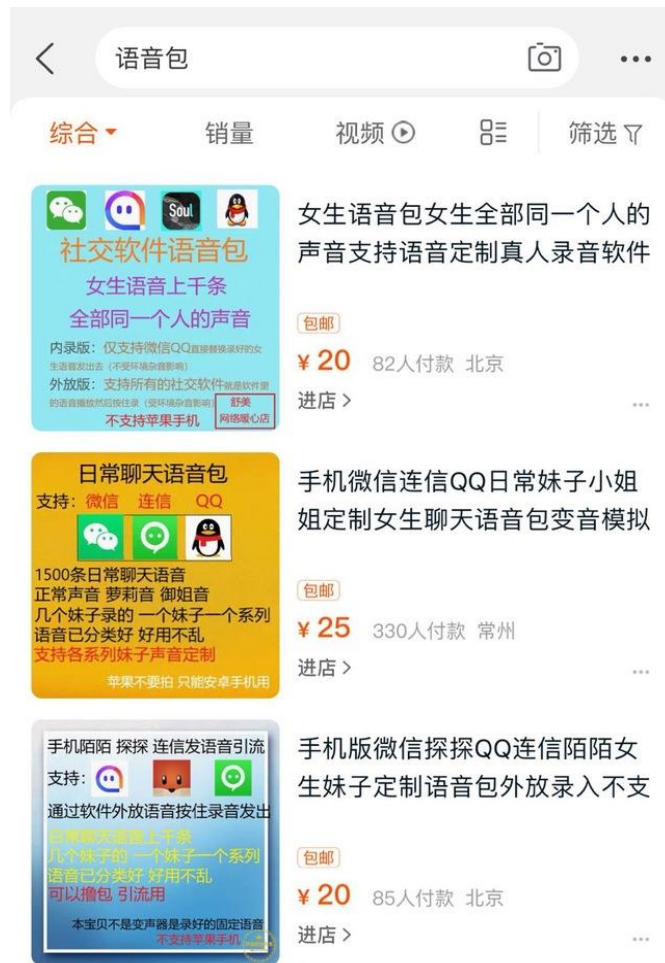 语音包
综合
销量
视频
筛选
Soul
社交软件语音包
女生语音上千条
全部同一个人的声音
内录版：仅支持微信QQ直接替换录好的女
生语音发出去（不受环境杂音影响）
外放版：支持所有的社交软件就是软件里
的语音播放然后按住录（受环境杂音影响）
舒美
网络暖心店
不支持苹果手机
女生语音包女生全部同一个人的
声音支持语音定制真人录音软件
包邮
¥ 20 82人付款 北京
进店 >
日常聊天语音包
支持：微信 连信 QQ
1500条日常聊天语音
正常声音 萝莉音 御姐音
几个妹子录的 一个妹子一个系列
语音已分类好 好用不乱
支持各系列妹子声音定制
苹果不要拍 只能安卓手机用
手机微信连信QQ日常妹子小姐
姐定制女生聊天语音包变音模拟
包邮
¥ 25 330人付款 常州
进店 >
手机陌陌 探探 连信发语音引流
支持：
通过软件外放语音按住录音发出
日常聊天语音上千条
几个妹子的 一个妹子一个系列
语音已分类好 好用不乱
可以撸包 引流用
本宝贝不是变声器是录好的固定语音
不支持苹果手机
手机版微信探探QQ连信陌陌女
生妹子定制语音包外放录入不支
包邮
¥ 20 85人付款 北京
进店 >